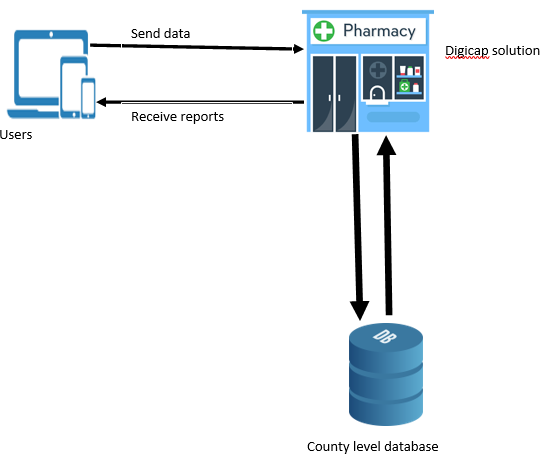 Send data
Pharmacy
Digicap solution
Receive reports
Users
DB
County level database